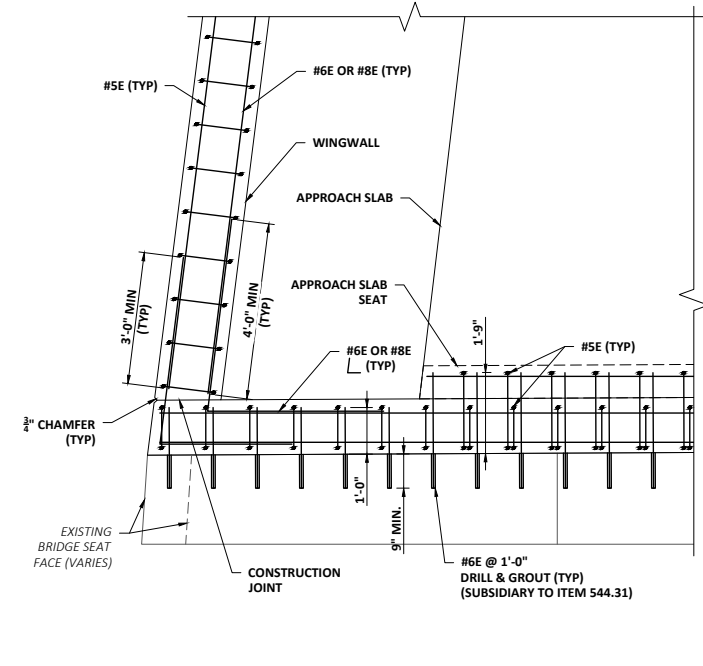 #5E (TYP)
#6E OR #8E (TYP)
WINGWALL
APPROACH SLAB
APPROACH SLAB
SEAT
1'-9"
#5E (TYP)
3'-0" MIN
(TYP)
4'-0" MIN
(TYP)
#6E OR #8E
(TYP)
3/4" CHAMFER
(TYP)
1'-0"
9" MIN.
EXISTING
BRIDGE SEAT
FACE (VARIES)
CONSTRUCTION
JOINT
#6E @ 1'-0"
DRILL & GROUT (TYP)
(SUBSIDIARY TO ITEM 544.31)